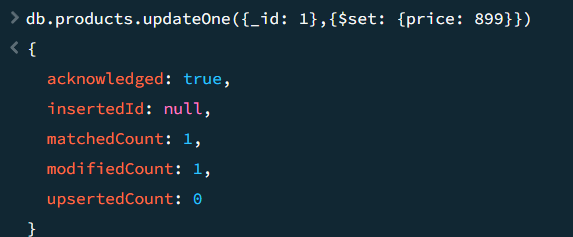 > db.products.updateOne({_id: 1},{$set: {price: 899}})
< {
    acknowledged: true,
    insertedId: null,
    matchedCount: 1,
    modifiedCount: 1,
    upsertedCount: 0
  }